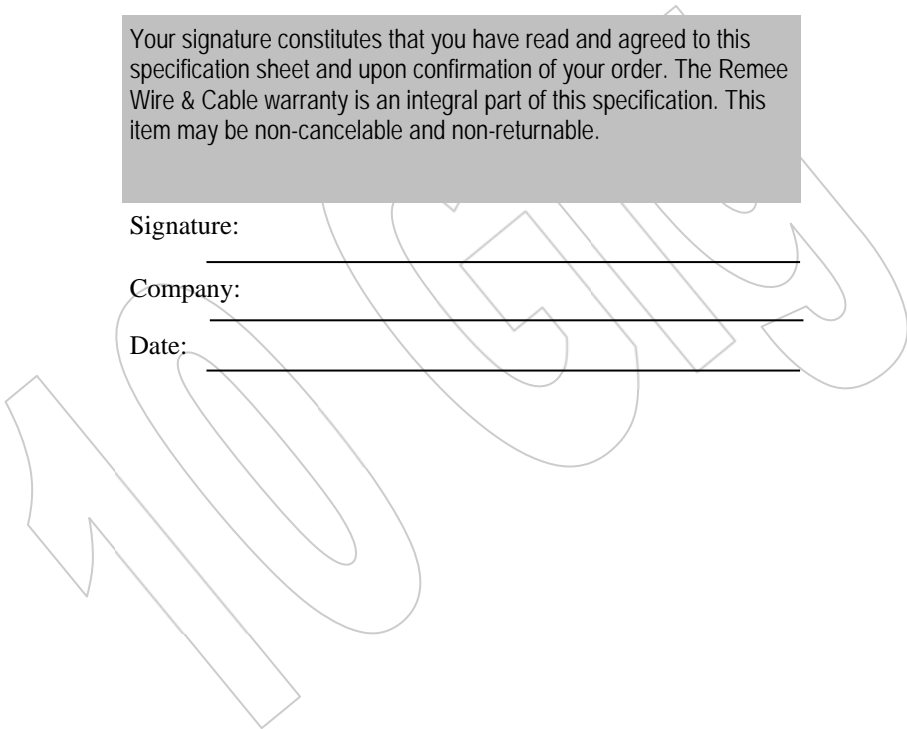 Your signature constitutes that you have read and agreed to this
specification sheet and upon confirmation of your order. The Remee
Wire & Cable warranty is an integral part of this specification. This
item may be non-cancelable and non-returnable.
Signature:
Company:
Date:
10 Gig